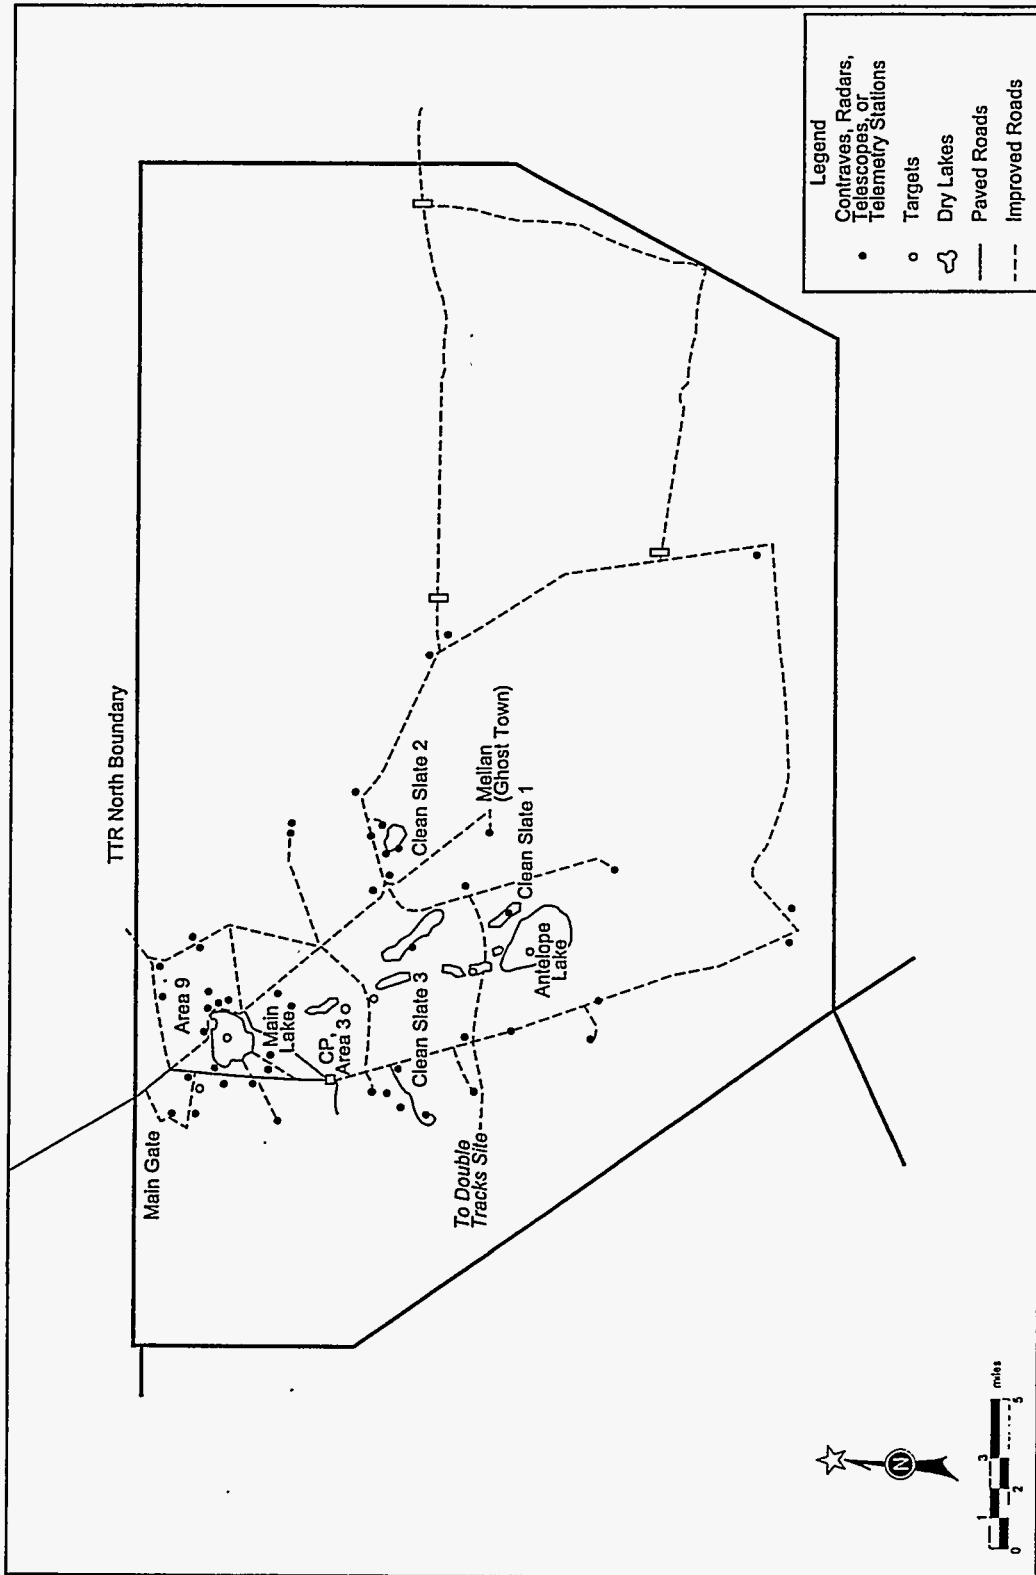 TTR North Boundary
Main Gate
Area 9
Main
Lake
CP,
Area 3
Clean Slate 3
To Double
Tracks Site
Antelope
Lake
Clean Slate 1
Clean Slate 2
Mellan
(Ghost Town)
N
0 1 2 3 5
miles
Legend
Contraves, Radars,
Telescopes, or
Telemetry Stations
Targets
Dry Lakes
Paved Roads
Improved Roads